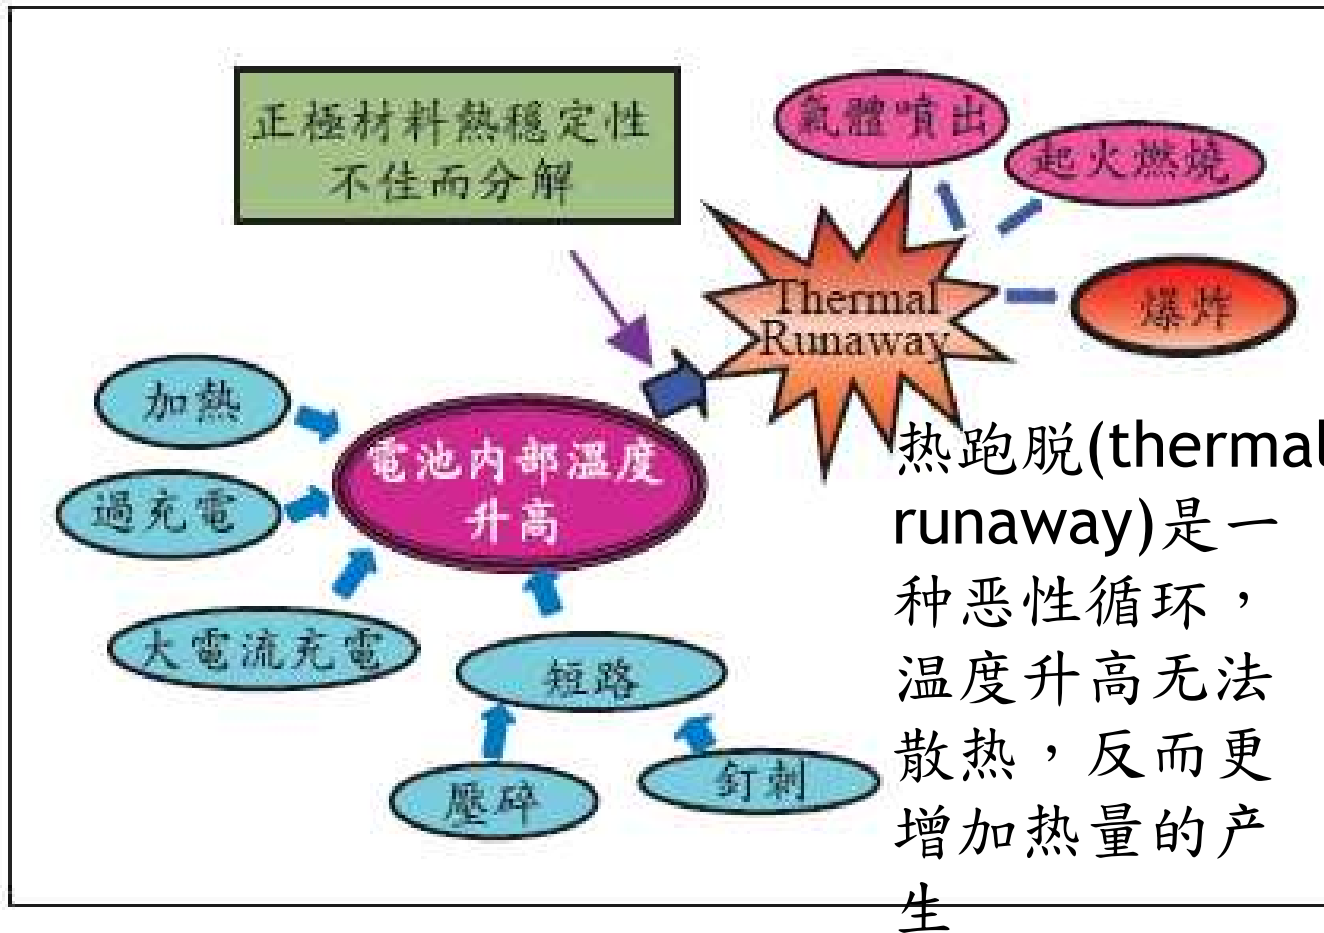 正極材料熱穩定性
不佳而分解
氣體噴出
起火燃燒
Thermal
Runaway
爆炸
加熱
電池內部溫度
升高
過充電
大電流充電
短路
壓碎
釘刺
热跑脱(thermal
runaway)是一
种恶性循环，
温度升高无法
散热，反而更
增加热量的产
生